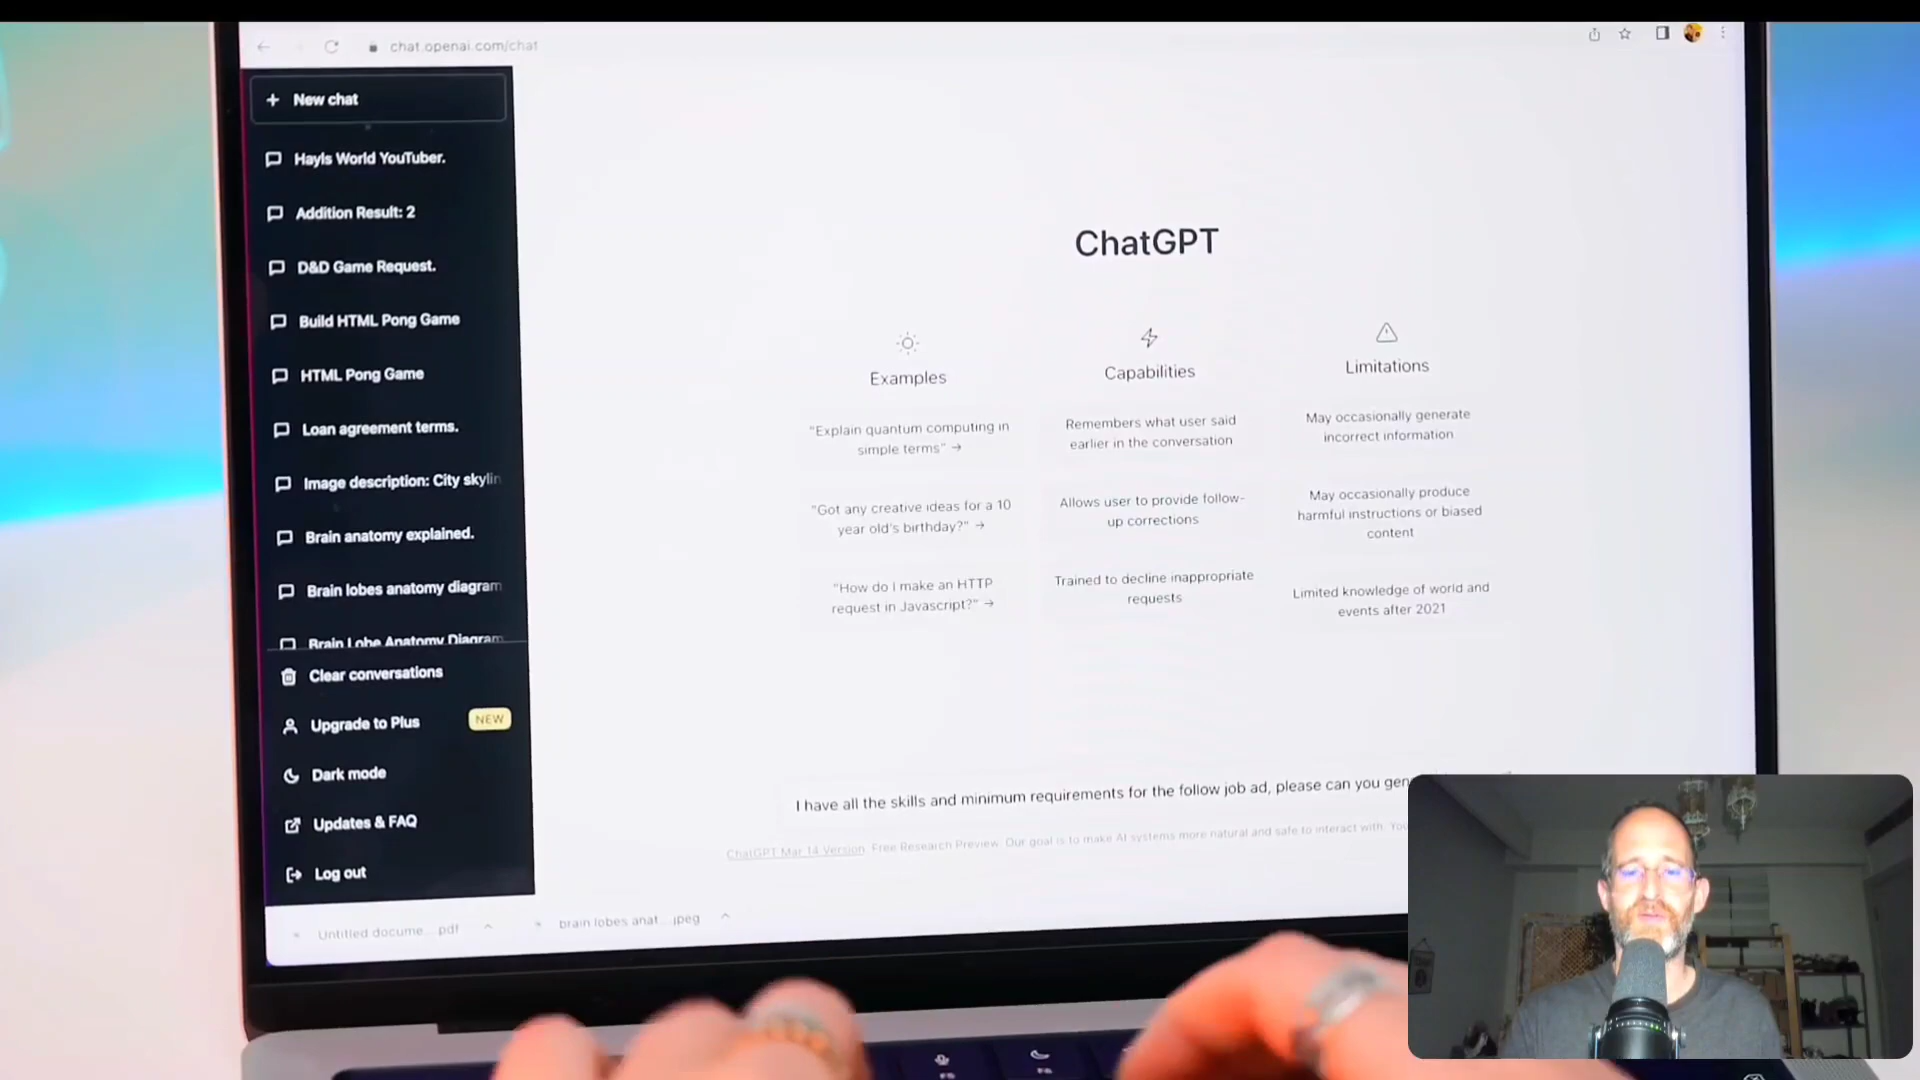 chat.openai.com/chat
New chat
Hayls World YouTuber.
Addition Result: 2
D&D Game Request.
Build HTML Pong Game
HTML Pong Game
Loan agreement terms.
Image description: City skylin
Brain anatomy explained.
Brain lobes anatomy diagram
Brain Lobe Anatomy Diagram
Clear conversations
Upgrade to Plus NEW
Dark mode
Updates & FAQ
Log out
ChatGPT
Examples
"Explain quantum computing in
simple terms" →
"Got any creative ideas for a 10
year old's birthday?" →
"How do I make an HTTP
request in Javascript?" →
Capabilities
Remembers what user said
earlier in the conversation
Allows user to provide follow-
up corrections
Trained to decline inappropriate
requests
Limitations
May occasionally generate
incorrect information
May occasionally produce
harmful instructions or biased
content
Limited knowledge of world and
events after 2021
I have all the skills and minimum requirements for the follow job ad, please can you gen
ChatGPT Mar 14 Version. Free Research Preview. Our goal is to make AI systems more natural and safe to interact with. You
Untitled docume....pdf
brain lobes anat....jpeg
F5
F6